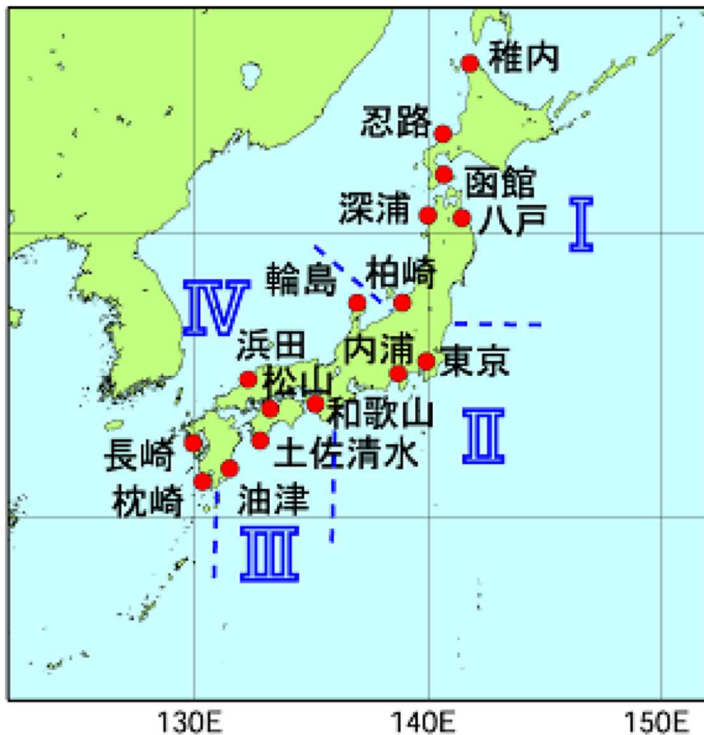 稚内
忍路
函館
深浦
八戸
I
輪島
柏崎
IV
浜田
内浦
東京
松山
和歌山
II
長崎
土佐清水
枕崎
油津
III
130E
140E
150E